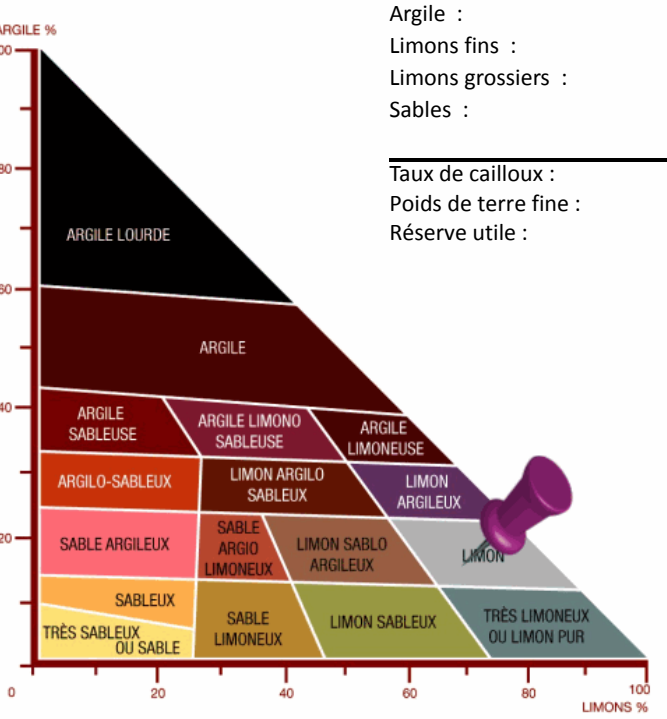 Argile :
Limons fins :
Limons grossiers :
Sables :
Taux de cailloux :
Poids de terre fine :
Réserve utile :
ARGILE %
00
80
60
40
20
ARGILE LOURDE
ARGILE
ARGILE
SABLEUSE
ARGILE LIMONO
SABLEUSE
ARGILE
LIMONEUSE
ARGILO-SABLEUX
LIMON ARGILO
SABLEUX
LIMON
ARGILEUX
SABLE ARGILEUX
SABLE
ARGIO
LIMONEUX
LIMON SABLO
ARGILEUX
LIMON
SABLEUX
TRÈS SABLEUX
OU SABLE
SABLE
LIMONEUX
LIMON SABLEUX
TRÈS LIMONEUX
OU LIMON PUR
0
20
40
60
80
100
LIMONS %